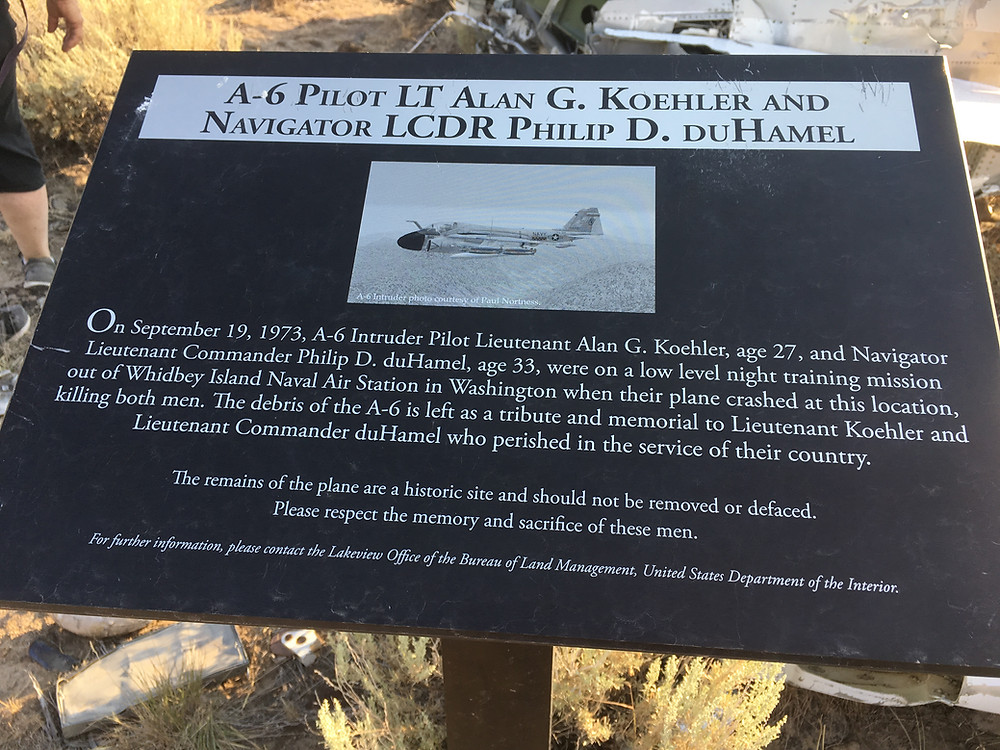 A-6 Pilot LT Alan G. Koehler and
Navigator LCDR Philip D. duHamel
NAVY
A-6 Intruder photo courtesy of Paul Nortness.
On September 19, 1973, A-6 Intruder Pilot Lieutenant Alan G. Koehler, age 27, and Navigator
Lieutenant Commander Philip D. duHamel, age 33, were on a low level night training mission
out of Whidbey Island Naval Air Station in Washington when their plane crashed at this location,
killing both men. The debris of the A-6 is left as a tribute and memorial to Lieutenant Koehler and
Lieutenant Commander duHamel who perished in the service of their country.
The remains of the plane are a historic site and should not be removed or defaced.
Please respect the memory and sacrifice of these men.
For further information, please contact the Lakeview Office of the Bureau of Land Management, United States Department of the Interior.